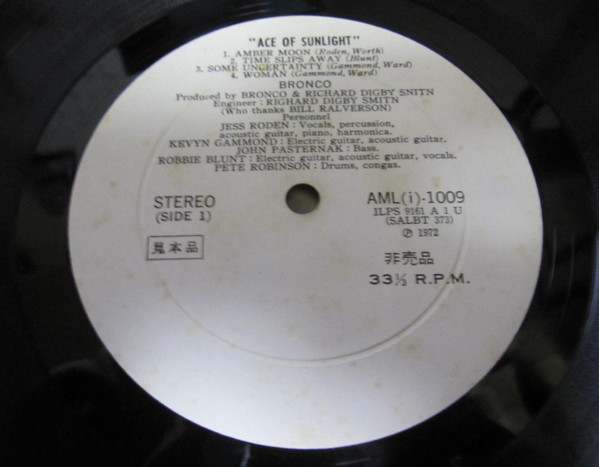 "ACE OF SUNLIGHT"
1. AMBER MOON (Roden, Worth)
2. TIME SLIPS AWAY (Blunt)
3. SOME UNCERTAINTY (Gammond, Ward)
4. WOMAN (Gammond, Ward)
BRONCO
Produced by BRONCO & RICHARD DIGBY SNITN
Engineer : RIGHARD DIGBY SMITN
(Who thanks BILL RALVERSON)
Personnel
JESS RODEN : Vocals, percussion,
acoustic guitar, piano, harmonica.
KEVYN GAMMOND : Electric guitar, acoustic guitar.
JOHN PASTERNAK : Bass.
ROBBIE BLUNT : Electric guitar, acoustic guitar, vocals.
PETE ROBINSON : Drums, congas.
STEREO
(SIDE 1)
見本品
AML(i)-1009
ILPS 9161 A 1 U
(SALBT 373)
Ⓟ 1972
非売品
33⅓ R.P.M.